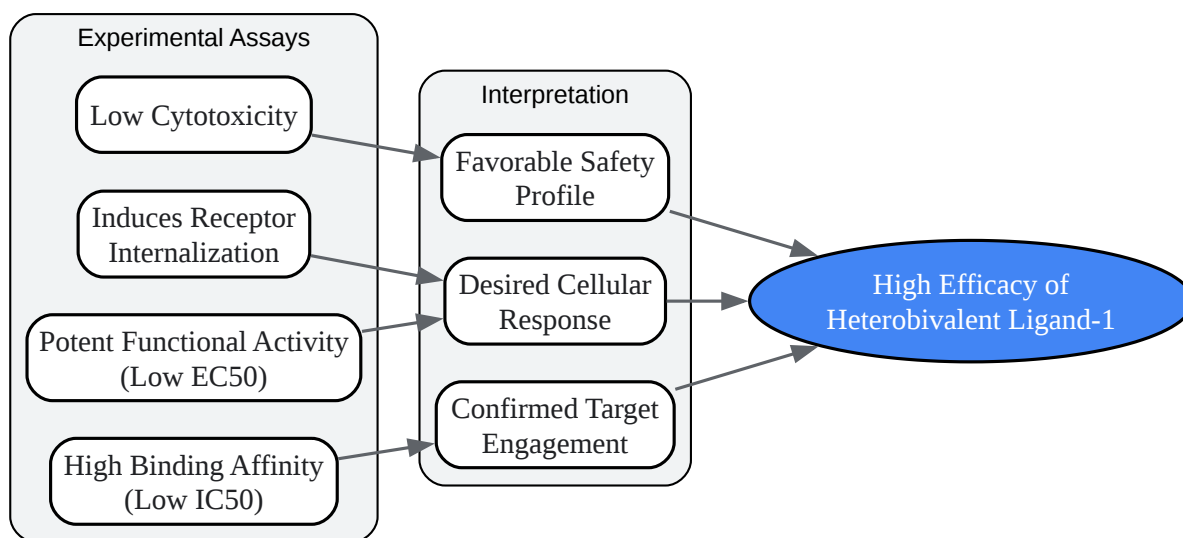 Experimental Assays
Low Cytotoxicity
Induces Receptor
Internalization
Potent Functional Activity
(Low EC50)
High Binding Affinity
(Low IC50)
Interpretation
Favorable Safety
Profile
Desired Cellular
Response
Confirmed Target
Engagement
High Efficacy of
Heterobivalent Ligand-1